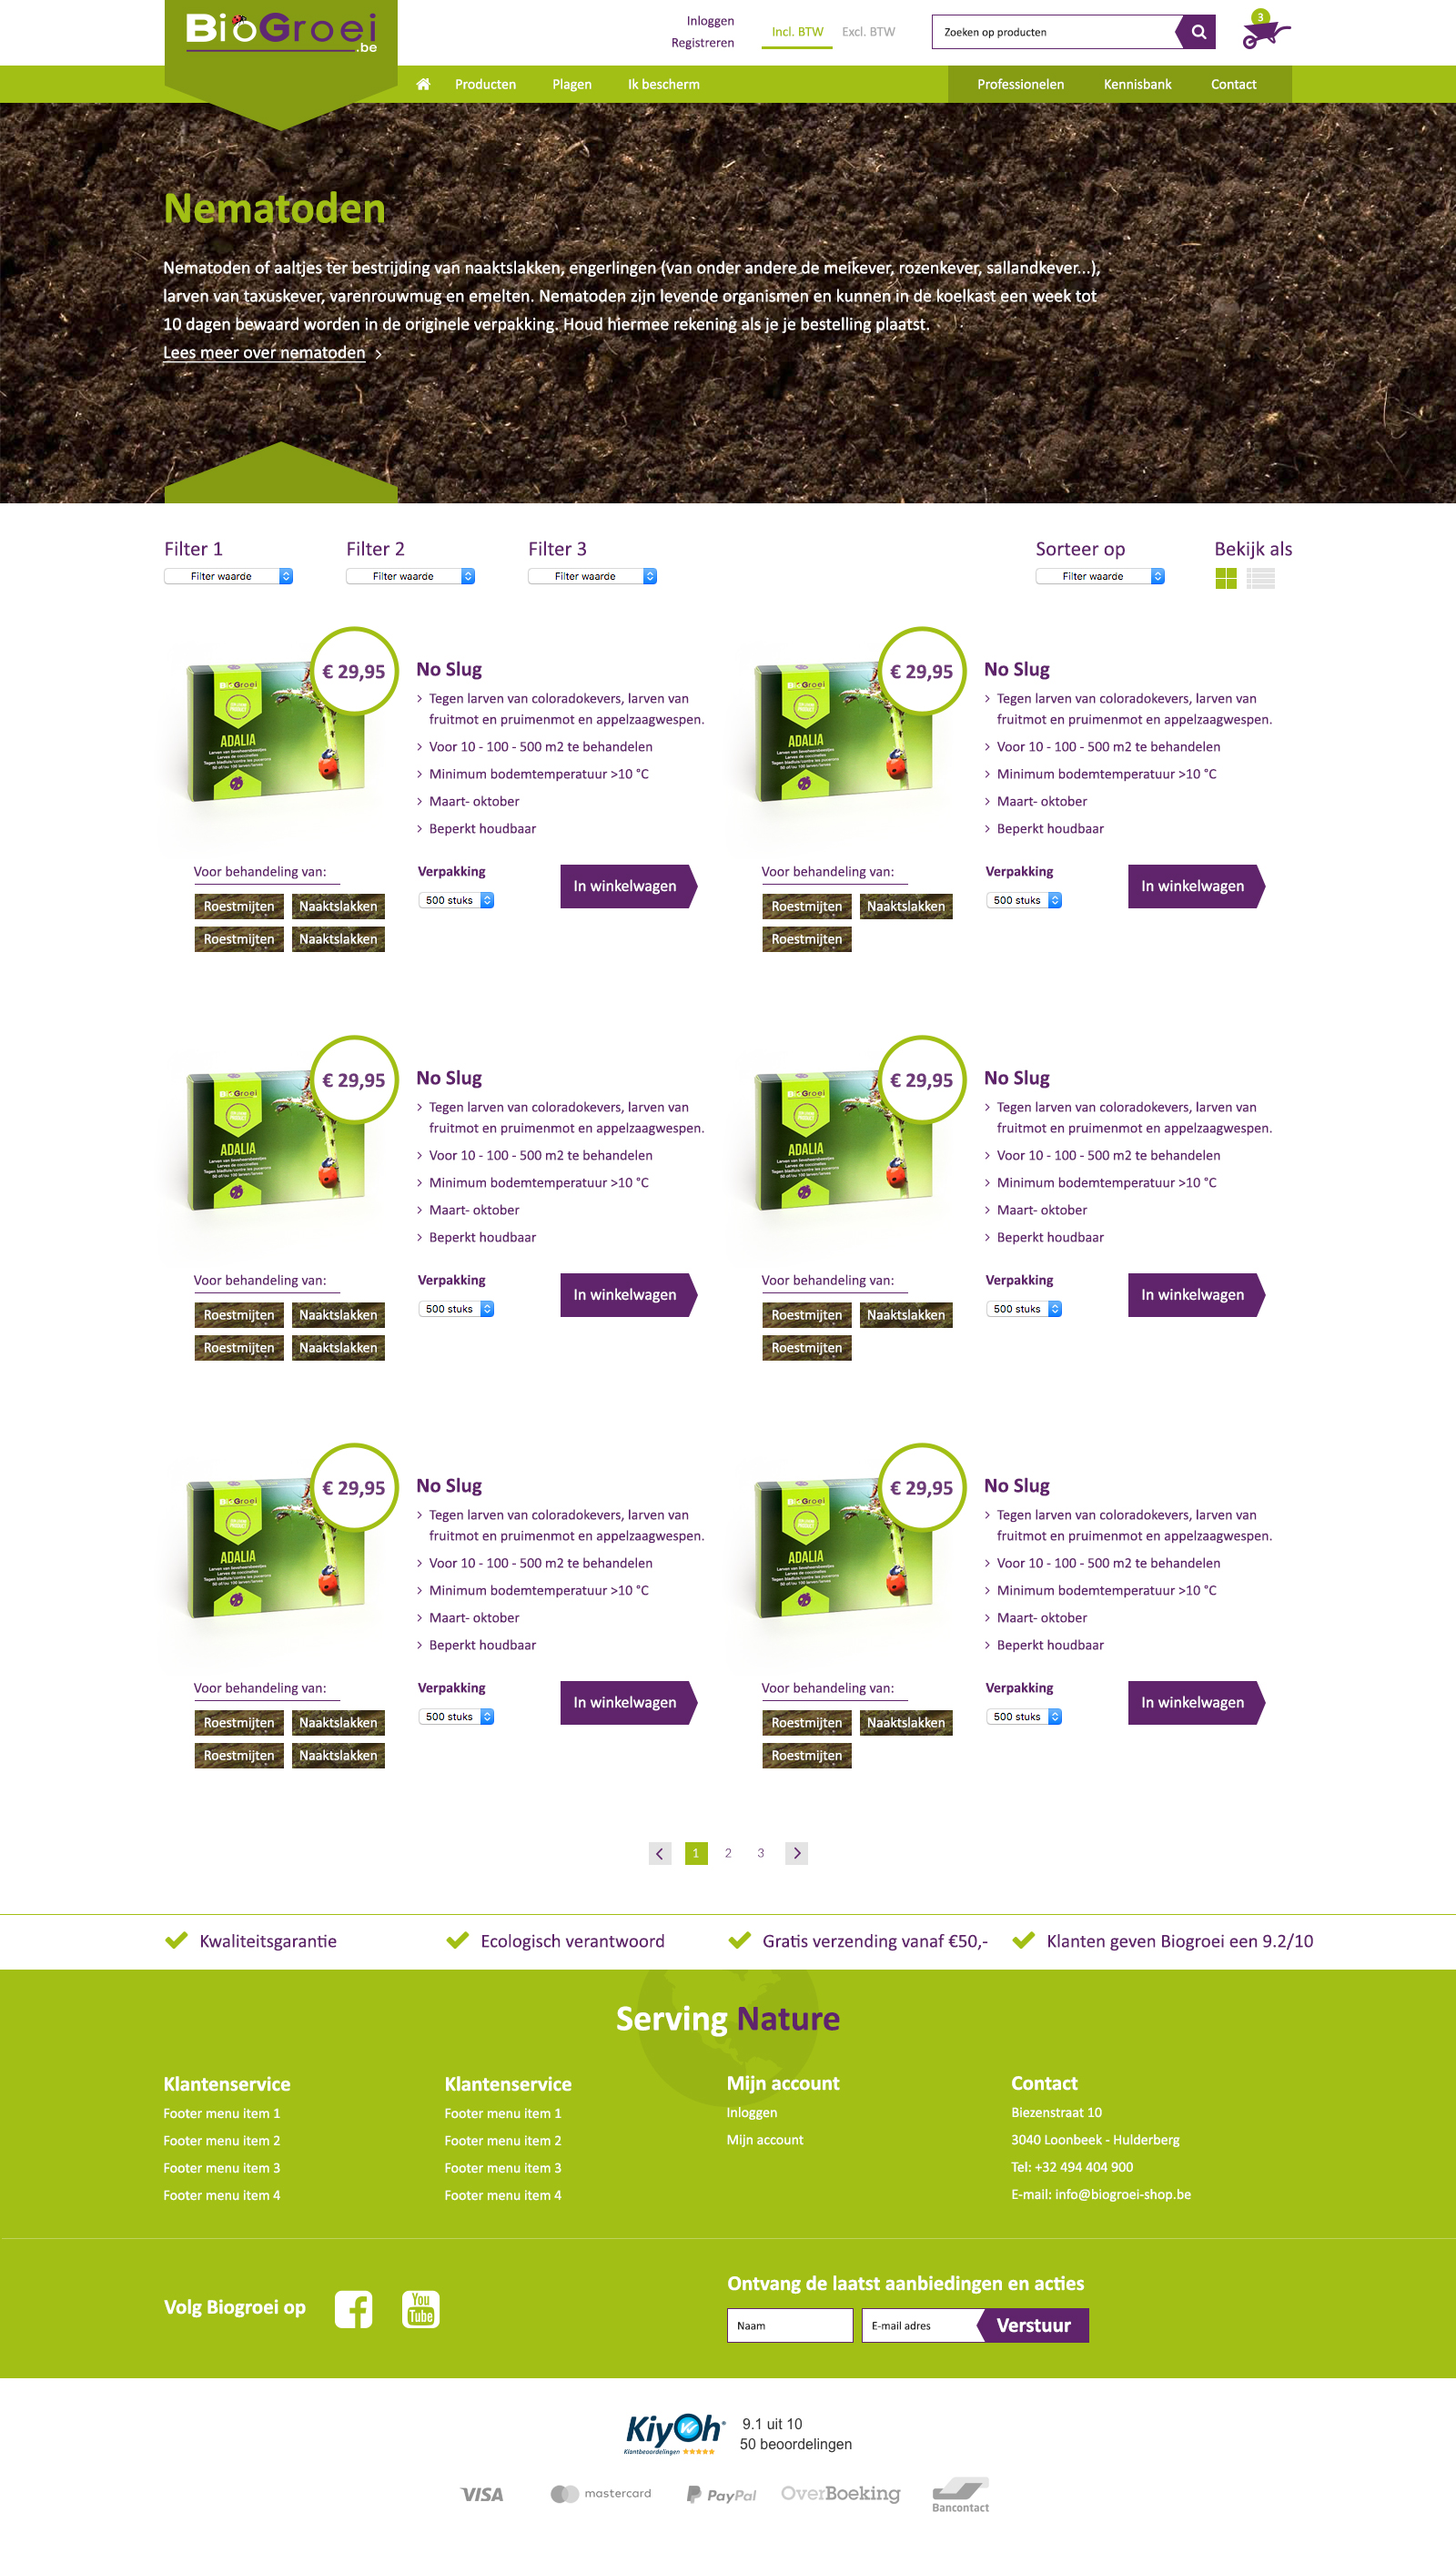 BioGroei
.be
Inloggen
Registreren
Incl. BTW
Excl. BTW
Zoeken op producten
3
Producten
Plagen
Ik bescherm
Professionelen
Kennisbank
Contact
Nematoden
Nematoden of aaltjes ter bestrijding van naaktslakken, engerlingen (van onder andere de meikever, rozenkever, sallandkever...),
larven van taxuskever, varenrouwmug en emelten. Nematoden zijn levende organismen en kunnen in de koelkast een week tot
10 dagen bewaard worden in de originele verpakking. Houd hiermee rekening als je je bestelling plaatst.
Lees meer over nematoden
Filter 1
Filter waarde
Filter 2
Filter waarde
Filter 3
Filter waarde
Sorteer op
Filter waarde
Bekijk als
BioGroei
ADALIA
€ 29,95
No Slug
Tegen larven van coloradokevers, larven van
fruitmot en pruimenmot en appelzaagwespen.
Voor 10 - 100 - 500 m2 te behandelen
Minimum bodemtemperatuur >10 °C
Maart- oktober
Beperkt houdbaar
Voor behandeling van:
Roestmijten
Naaktslakken
Roestmijten
Naaktslakken
Verpakking
500 stuks
In winkelwagen
BioGroei
ADALIA
€ 29,95
No Slug
Tegen larven van coloradokevers, larven van
fruitmot en pruimenmot en appelzaagwespen.
Voor 10 - 100 - 500 m2 te behandelen
Minimum bodemtemperatuur >10 °C
Maart- oktober
Beperkt houdbaar
Voor behandeling van:
Roestmijten
Naaktslakken
Roestmijten
Verpakking
500 stuks
In winkelwagen
BioGroei
ADALIA
€ 29,95
No Slug
Tegen larven van coloradokevers, larven van
fruitmot en pruimenmot en appelzaagwespen.
Voor 10 - 100 - 500 m2 te behandelen
Minimum bodemtemperatuur >10 °C
Maart- oktober
Beperkt houdbaar
Voor behandeling van:
Roestmijten
Naaktslakken
Roestmijten
Naaktslakken
Verpakking
500 stuks
In winkelwagen
BioGroei
ADALIA
€ 29,95
No Slug
Tegen larven van coloradokevers, larven van
fruitmot en pruimenmot en appelzaagwespen.
Voor 10 - 100 - 500 m2 te behandelen
Minimum bodemtemperatuur >10 °C
Maart- oktober
Beperkt houdbaar
Voor behandeling van:
Roestmijten
Naaktslakken
Roestmijten
Verpakking
500 stuks
In winkelwagen
BioGroei
ADALIA
€ 29,95
No Slug
Tegen larven van coloradokevers, larven van
fruitmot en pruimenmot en appelzaagwespen.
Voor 10 - 100 - 500 m2 te behandelen
Minimum bodemtemperatuur >10 °C
Maart- oktober
Beperkt houdbaar
Voor behandeling van:
Roestmijten
Naaktslakken
Roestmijten
Naaktslakken
Verpakking
500 stuks
In winkelwagen
BioGroei
ADALIA
€ 29,95
No Slug
Tegen larven van coloradokevers, larven van
fruitmot en pruimenmot en appelzaagwespen.
Voor 10 - 100 - 500 m2 te behandelen
Minimum bodemtemperatuur >10 °C
Maart- oktober
Beperkt houdbaar
Voor behandeling van:
Roestmijten
Naaktslakken
Roestmijten
Verpakking
500 stuks
In winkelwagen
1
2
3
Kwaliteitsgarantie
Ecologisch verantwoord
Gratis verzending vanaf €50,-
Klanten geven Biogroei een 9.2/10
Serving Nature
Klantenservice
Footer menu item 1
Footer menu item 2
Footer menu item 3
Footer menu item 4
Klantenservice
Footer menu item 1
Footer menu item 2
Footer menu item 3
Footer menu item 4
Mijn account
Inloggen
Mijn account
Contact
Biezenstraat 10
3040 Loonbeek - Hulderberg
Tel: +32 494 404 900
E-mail: info@biogroei-shop.be
Volg Biogroei op
You
Tube
Ontvang de laatst aanbiedingen en acties
Naam
E-mail adres
Verstuur
KiyOh
Klantbeoordelingen
9.1 uit 10
50 beoordelingen
VISA
mastercard
PayPal
OverBoeking
Bancontact